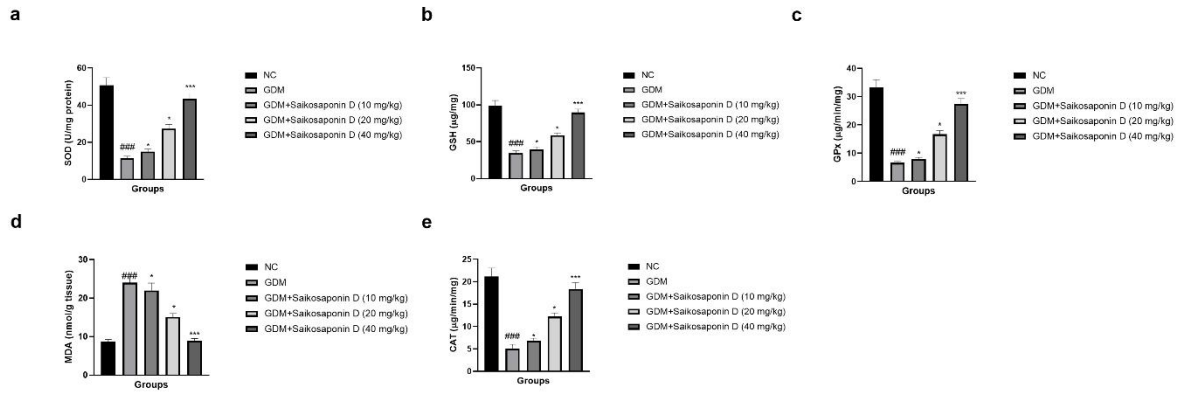 a
SOD (U/mg protein)
60
40
20
0
###
*
*
***
Groups
NC
GDM
GDM+Saikosaponin D (10 mg/kg)
GDM+Saikosaponin D (20 mg/kg)
GDM+Saikosaponin D (40 mg/kg)
b
GSH (µg/mg)
150
100
50
0
###
*
*
***
Groups
NC
GDM
GDM+Saikosaponin D (10 mg/kg)
GDM+Saikosaponin D (20 mg/kg)
GDM+Saikosaponin D (40 mg/kg)
c
GPx (µg/min/mg)
40
30
20
10
0
###
*
*
***
Groups
NC
GDM
GDM+Saikosaponin D (10 mg/kg)
GDM+Saikosaponin D (20 mg/kg)
GDM+Saikosaponin D (40 mg/kg)
d
MDA (nmol/g tissue)
30
20
10
0
###
*
*
***
Groups
NC
GDM
GDM+Saikosaponin D (10 mg/kg)
GDM+Saikosaponin D (20 mg/kg)
GDM+Saikosaponin D (40 mg/kg)
e
CAT (µg/min/mg)
25
20
15
10
5
0
###
*
*
***
Groups
NC
GDM
GDM+Saikosaponin D (10 mg/kg)
GDM+Saikosaponin D (20 mg/kg)
GDM+Saikosaponin D (40 mg/kg)